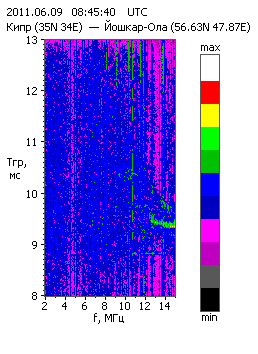 2011.06.09 08:45:40 UTC
Кипр (35N 34E) — Йошкар-Ола (56.63N 47.87E)
13
12
11
Тгр,
мс
10
9
8
2 4 6 8 10 12 14
f, МГц
max
min